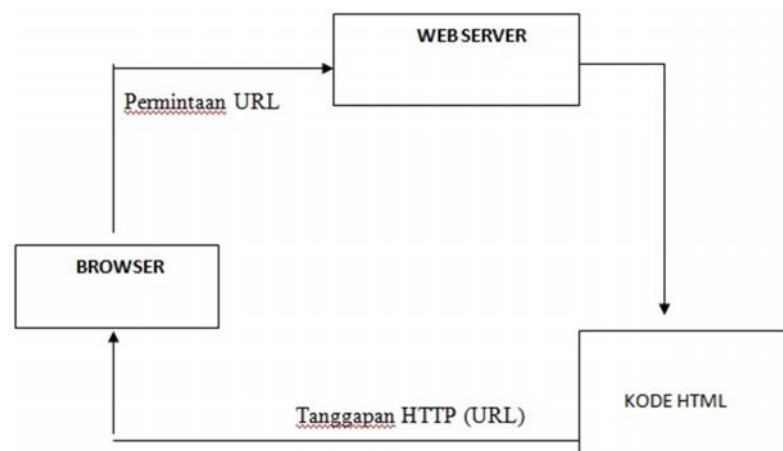 WEB SERVER
Permintaan URL
BROWSER
KODE HTML
Tanggapan HTTP (URL)